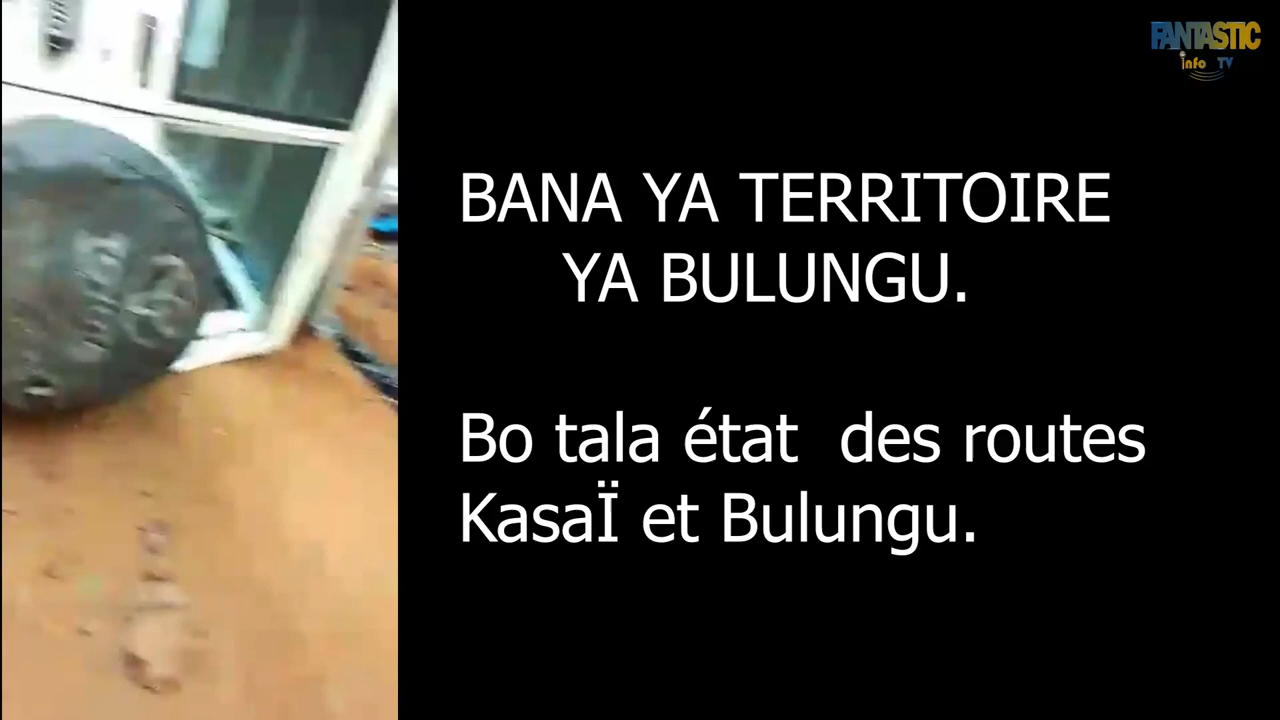 FANTASTIC
info TV
BANA YA TERRITOIRE
YA BULUNGU.
Bo tala état des routes
KasaÏ et Bulungu.